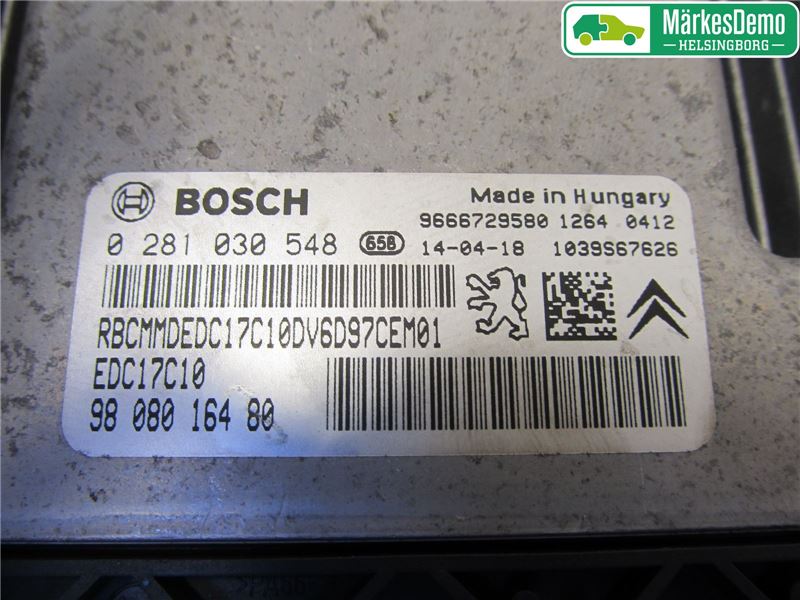 MärkesDemo
HELSINGBORG
BOSCH
Made in Hungary
9666729580 1264 0412
0 281 030 548 658 14-04-18 1039S67626
RBCMMDEDC17C10DV6D97CEM01
EDC17C10
98 080 164 80